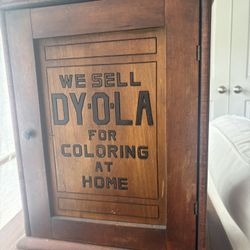 WE SELL
DY-O-LA
FOR
COLORING
AT
HOME